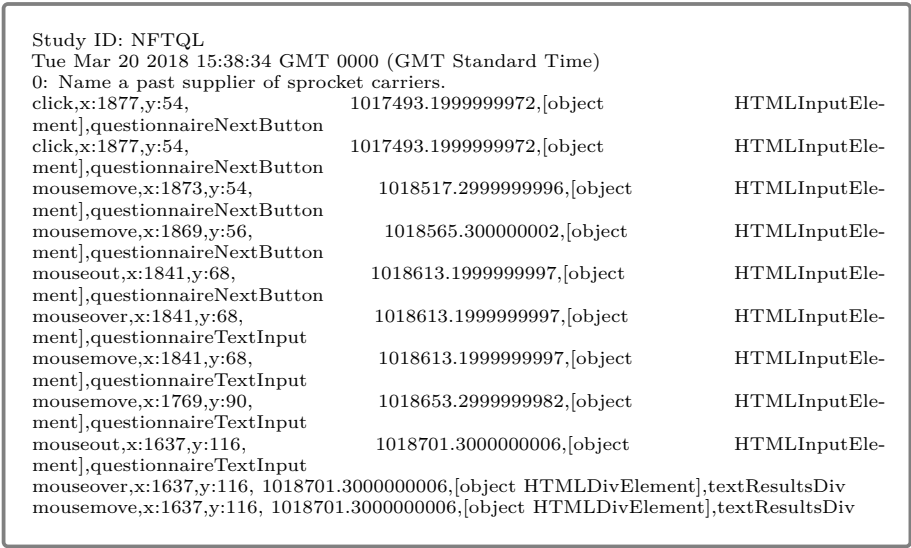 Study ID: NFTQL
Tue Mar 20 2018 15:38:34 GMT 0000 (GMT Standard Time)
0: Name a past supplier of sprocket carriers.
click,x:1877,y:54, 1017493.1999999972,[object HTMLInputEle-
ment],questionnaireNextButton
click,x:1877,y:54, 1017493.1999999972,[object HTMLInputEle-
ment],questionnaireNextButton
mousemove,x:1873,y:54, 1018517.2999999996,[object HTMLInputEle-
ment],questionnaireNextButton
mousemove,x:1869,y:56, 1018565.300000002,[object HTMLInputEle-
ment],questionnaireNextButton
mouseout,x:1841,y:68, 1018613.1999999997,[object HTMLInputEle-
ment],questionnaireNextButton
mouseover,x:1841,y:68, 1018613.1999999997,[object HTMLInputEle-
ment],questionnaireTextInput
mousemove,x:1841,y:68, 1018613.1999999997,[object HTMLInputEle-
ment],questionnaireTextInput
mousemove,x:1769,y:90, 1018653.2999999982,[object HTMLInputEle-
ment],questionnaireTextInput
mouseout,x:1637,y:116, 1018701.3000000006,[object HTMLInputEle-
ment],questionnaireTextInput
mouseover,x:1637,y:116, 1018701.3000000006,[object HTMLDivElement],textResultsDiv
mousemove,x:1637,y:116, 1018701.3000000006,[object HTMLDivElement],textResultsDiv